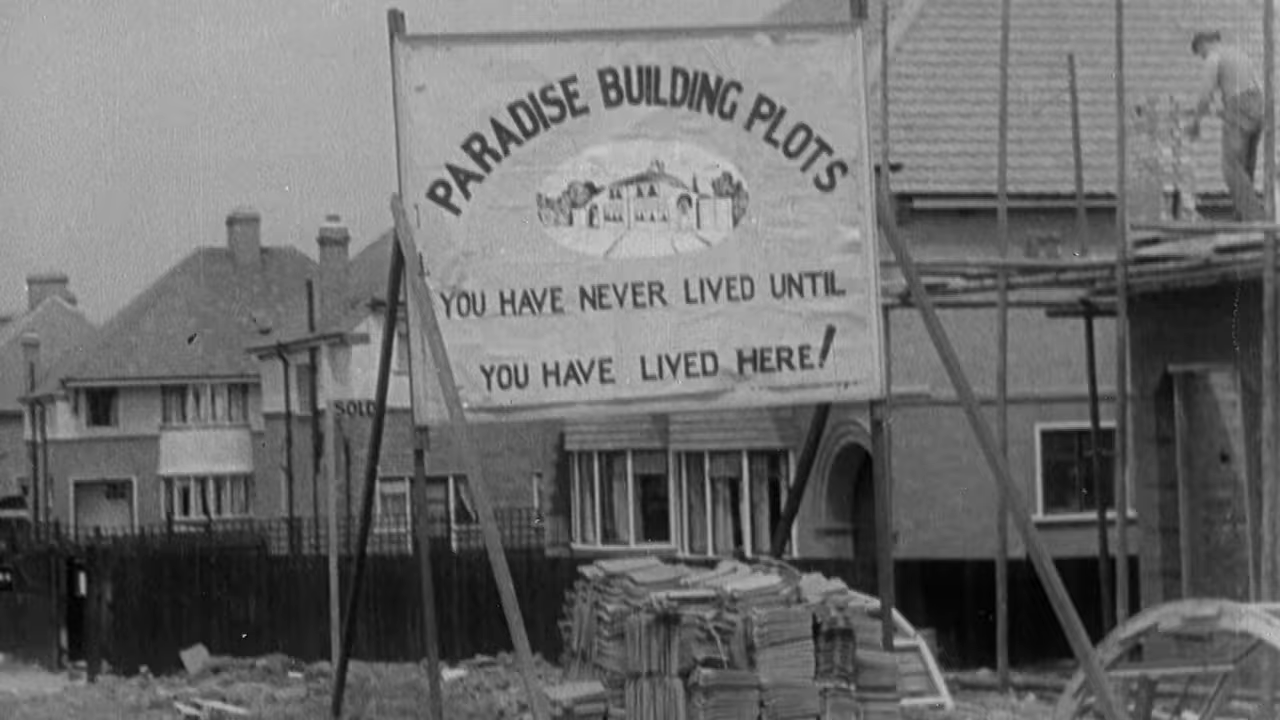 PARADISE BUILDING PLOTS
YOU HAVE NEVER LIVED UNTIL
YOU HAVE LIVED HERE!
SOLD